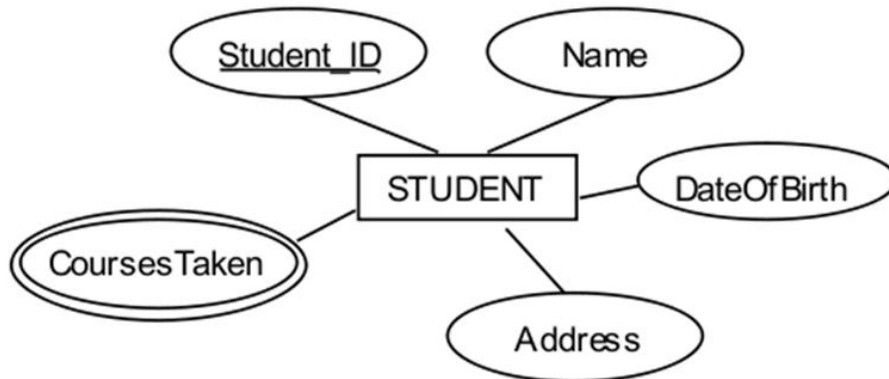 Student_ID
Name
STUDENT
DateOfBirth
CoursesTaken
Address